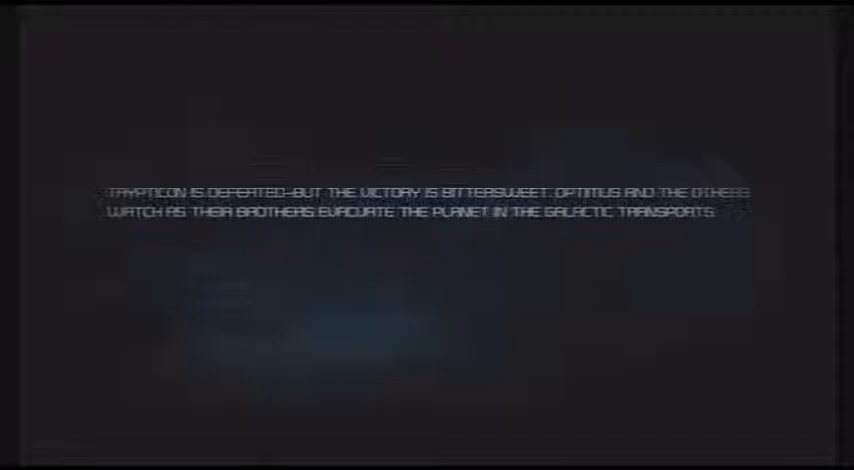 TRYPTICON IS DEFEATED--BUT THE VICTORY IS BITTERSWEET. OPTIMUS AND THE OTHERS
WATCH AS THEIR BROTHERS EVACUATE THE PLANET IN THE GALACTIC TRANSPORTS.